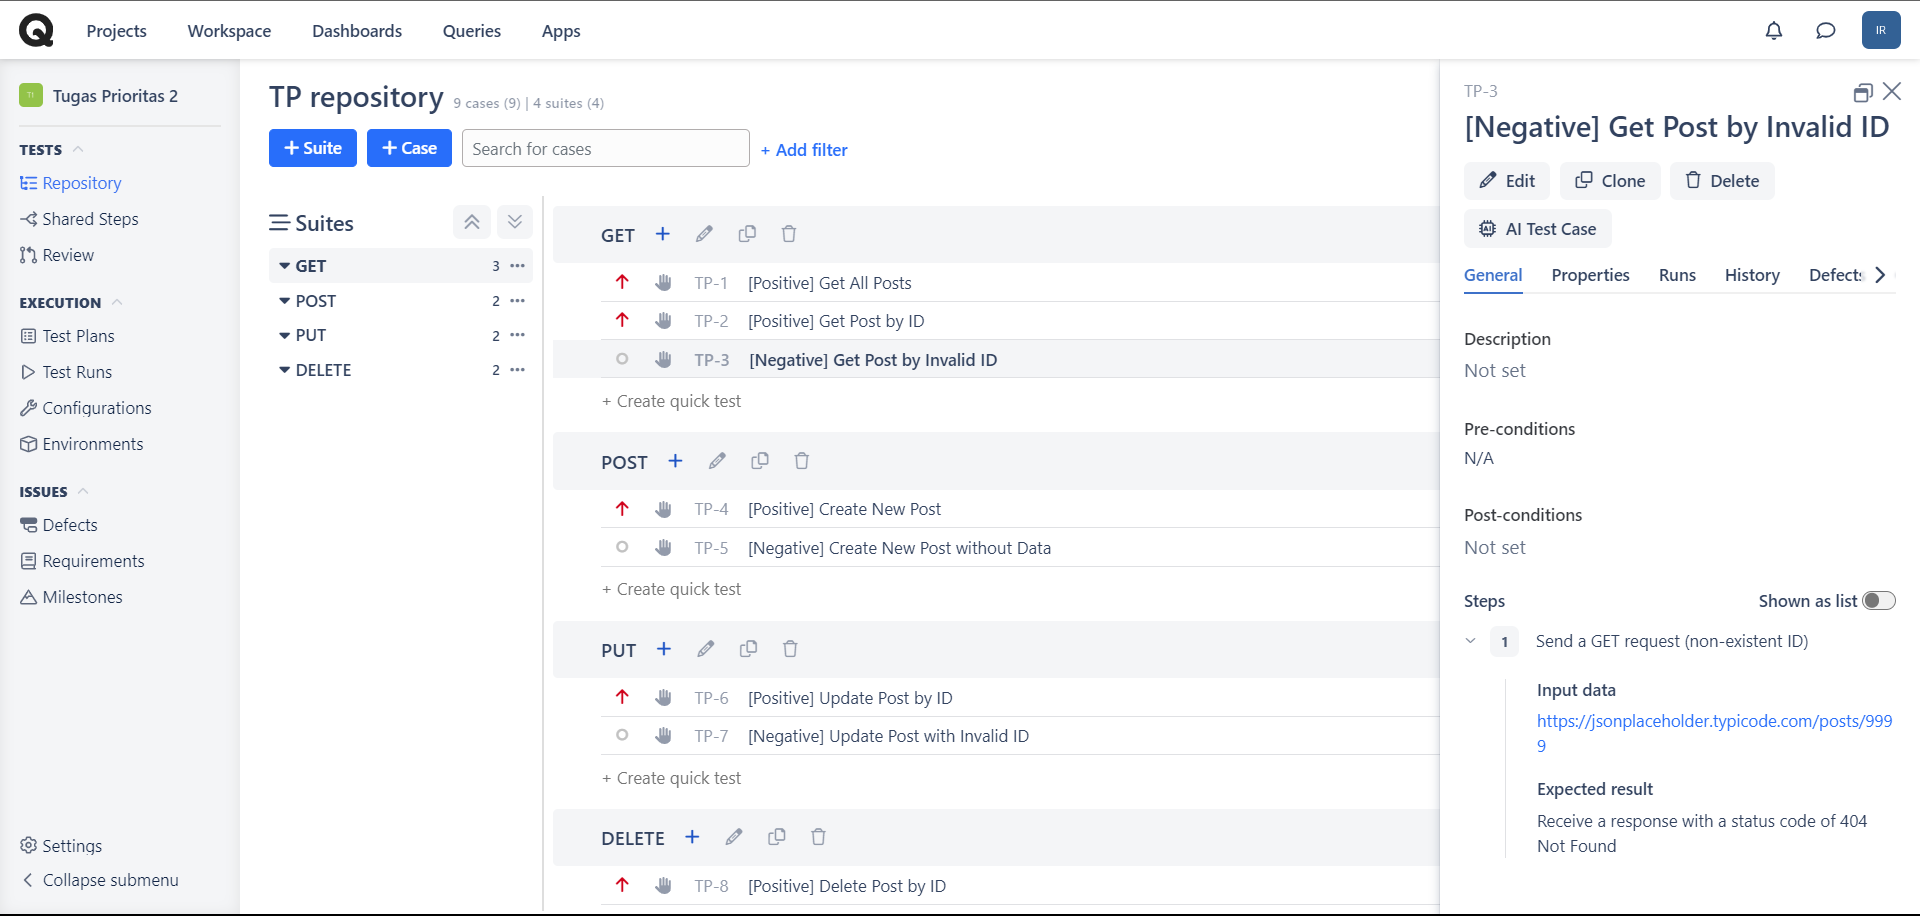 Projects
Workspace
Dashboards
Queries
Apps
IR
TI
Tugas Prioritas 2
TESTS
Repository
Shared Steps
Review
EXECUTION
Test Plans
Test Runs
Configurations
Environments
ISSUES
Defects
Requirements
Milestones
Settings
Collapse submenu
TP repository 9 cases (9) | 4 suites (4)
+ Suite
+ Case
Search for cases
+ Add filter
Suites
GET 3
POST 2
PUT 2
DELETE 2
GET
TP-1 [Positive] Get All Posts
TP-2 [Positive] Get Post by ID
TP-3 [Negative] Get Post by Invalid ID
+ Create quick test
POST
TP-4 [Positive] Create New Post
TP-5 [Negative] Create New Post without Data
+ Create quick test
PUT
TP-6 [Positive] Update Post by ID
TP-7 [Negative] Update Post with Invalid ID
+ Create quick test
DELETE
TP-8 [Positive] Delete Post by ID
TP-3
[Negative] Get Post by Invalid ID
Edit
Clone
Delete
AI Test Case
General
Properties
Runs
History
Defects
Description
Not set
Pre-conditions
N/A
Post-conditions
Not set
Steps
Shown as list
1 Send a GET request (non-existent ID)
Input data
https://jsonplaceholder.typicode.com/posts/999
9
Expected result
Receive a response with a status code of 404
Not Found